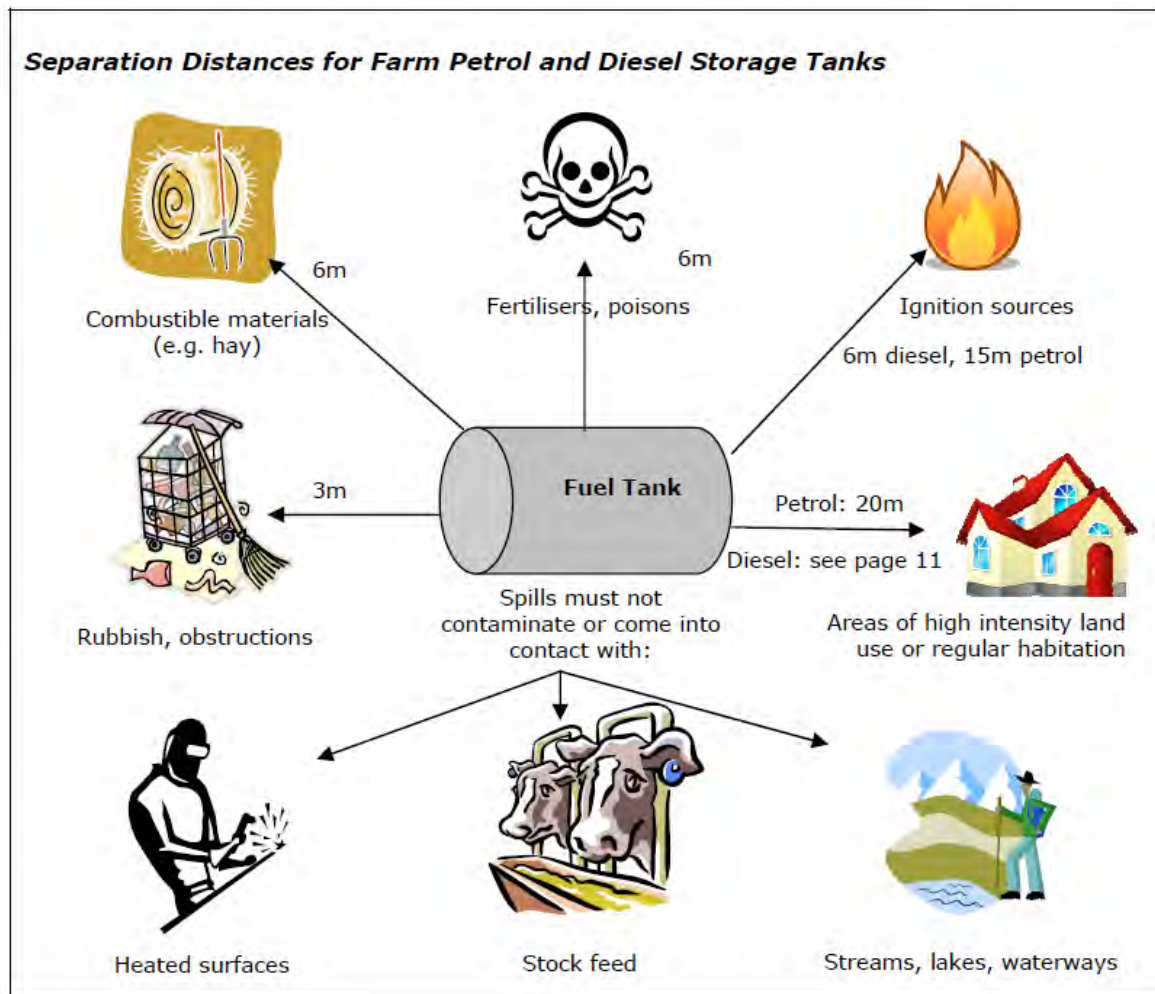 Separation Distances for Farm Petrol and Diesel Storage Tanks
6m
6m
Combustible materials
(e.g. hay)
Fertilisers, poisons
Ignition sources
6m diesel, 15m petrol
3m
Fuel Tank
Petrol: 20m
Diesel: see page 11
Rubbish, obstructions
Spills must not
contaminate or come into
contact with:
Areas of high intensity land
use or regular habitation
Heated surfaces
Stock feed
Streams, lakes, waterways